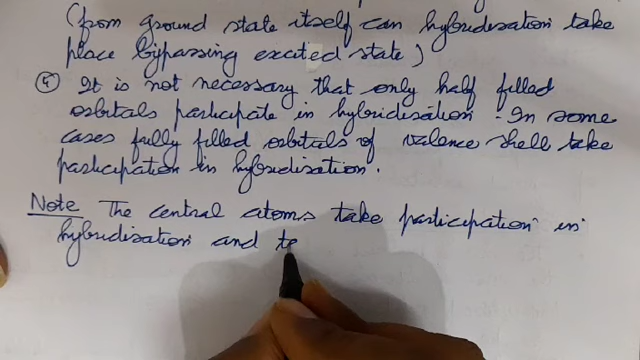 (from ground state itself can hybridisation take
place bypassing excited state)
④ It is not necessary that only half filled
orbitals participate in hybridisation. In some
cases fully filled orbitals of valence shell take
participation in hybridisation.
Note The central atoms take participation in
hybridisation and te